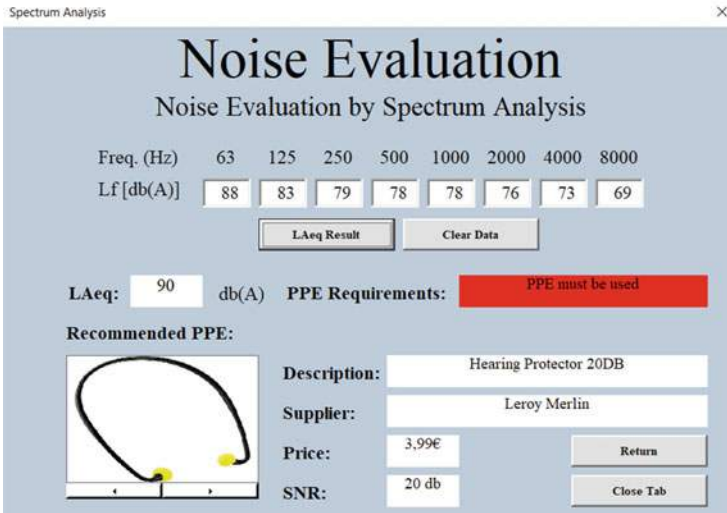 Spectrum Analysis
Noise Evaluation
Noise Evaluation by Spectrum Analysis
Freq. (Hz) 63 125 250 500 1000 2000 4000 8000
Lf [db(A)] 88 83 79 78 78 76 73 69
LAeq Result Clear Data
LAeq: 90 db(A) PPE Requirements: PPE must be used
Recommended PPE:
Description: Hearing Protector 20DB
Supplier: Leroy Merlin
Price: 3,99€ Return
SNR: 20 db Close Tab